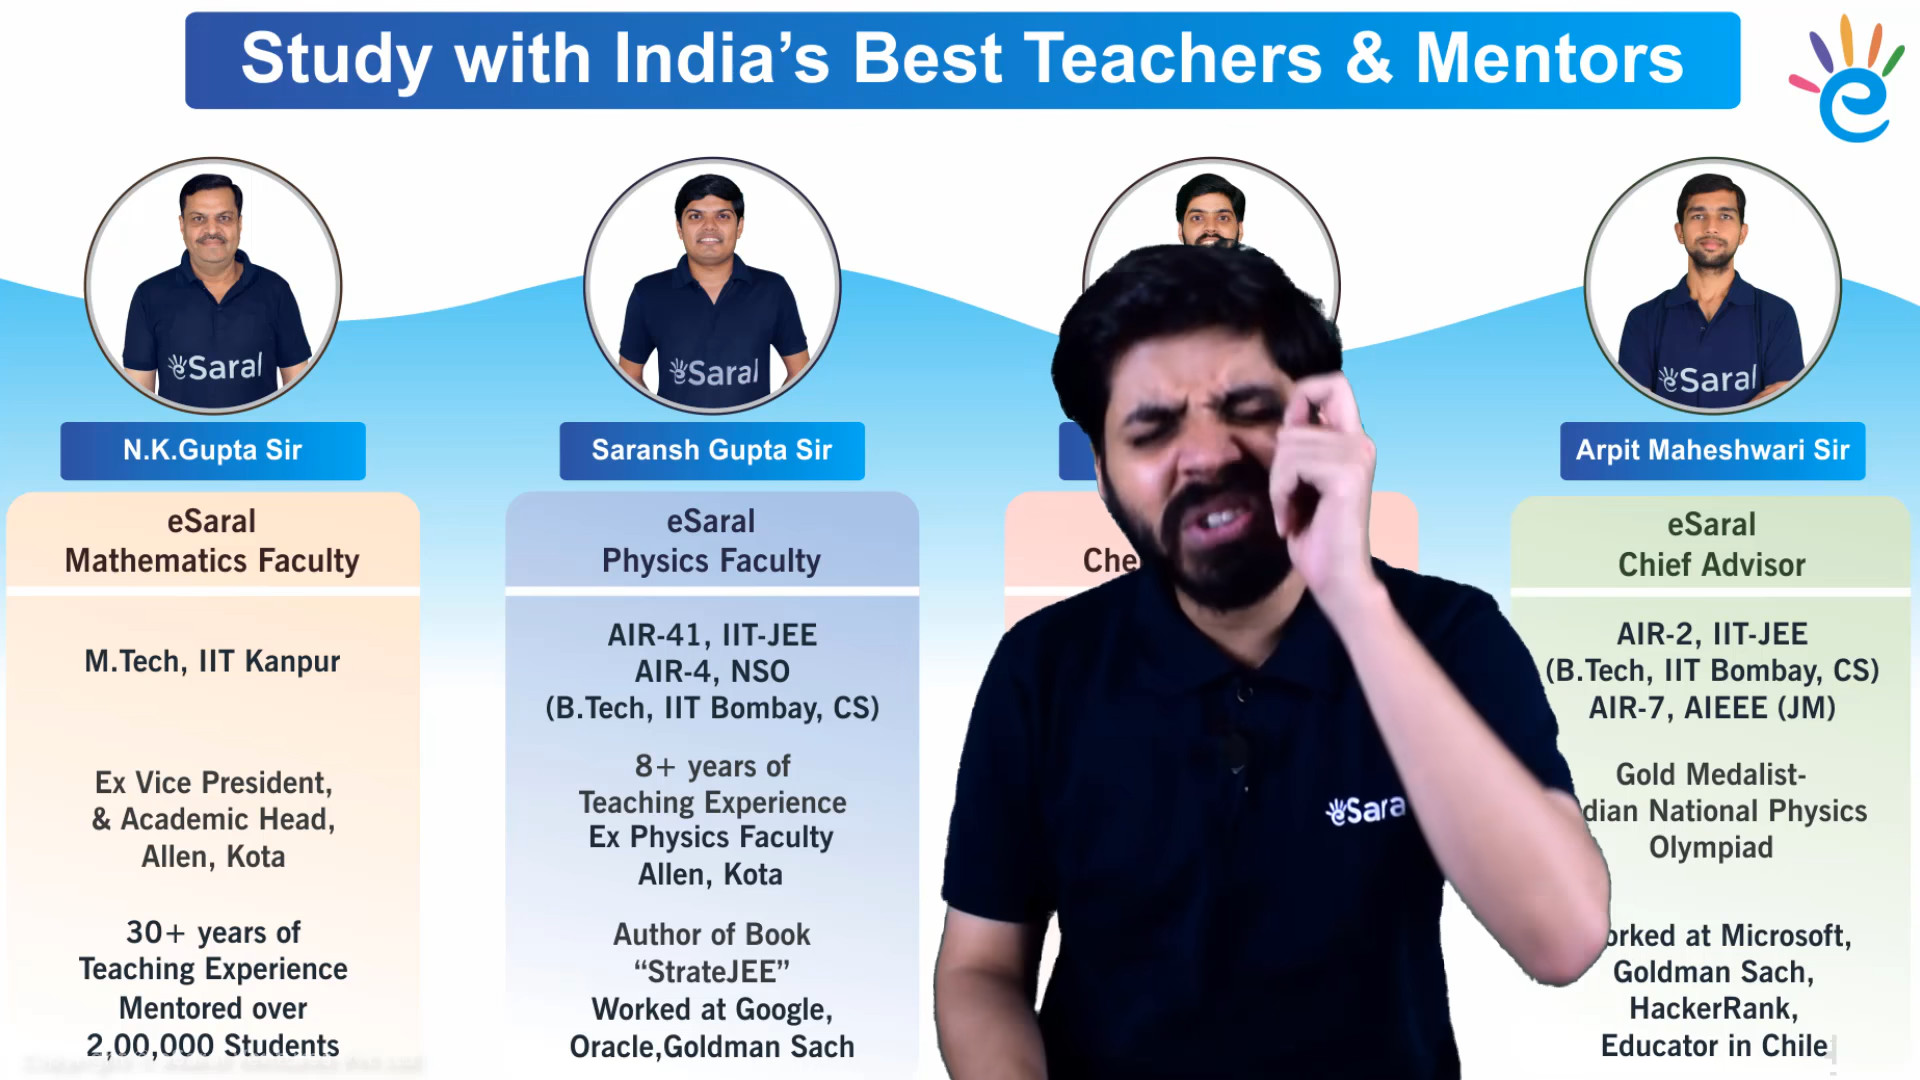 Study with India's Best Teachers & Mentors
eSaral
eSaral
eSaral
N.K.Gupta Sir
Saransh Gupta Sir
Arpit Maheshwari Sir
eSaral
Mathematics Faculty
M.Tech, IIT Kanpur
Ex Vice President,
& Academic Head,
Allen, Kota
30+ years of
Teaching Experience
Mentored over
2,00,000 Students
eSaral
Physics Faculty
AIR-41, IIT-JEE
AIR-4, NSO
(B.Tech, IIT Bombay, CS)
8+ years of
Teaching Experience
Ex Physics Faculty
Allen, Kota
Author of Book
“StrateJEE”
Worked at Google,
Oracle,Goldman Sach
Che
eSara
eSaral
Chief Advisor
AIR-2, IIT-JEE
(B.Tech, IIT Bombay, CS)
AIR-7, AIEEE (JM)
Gold Medalist-
dian National Physics
Olympiad
orked at Microsoft,
Goldman Sach,
HackerRank,
Educator in Chile